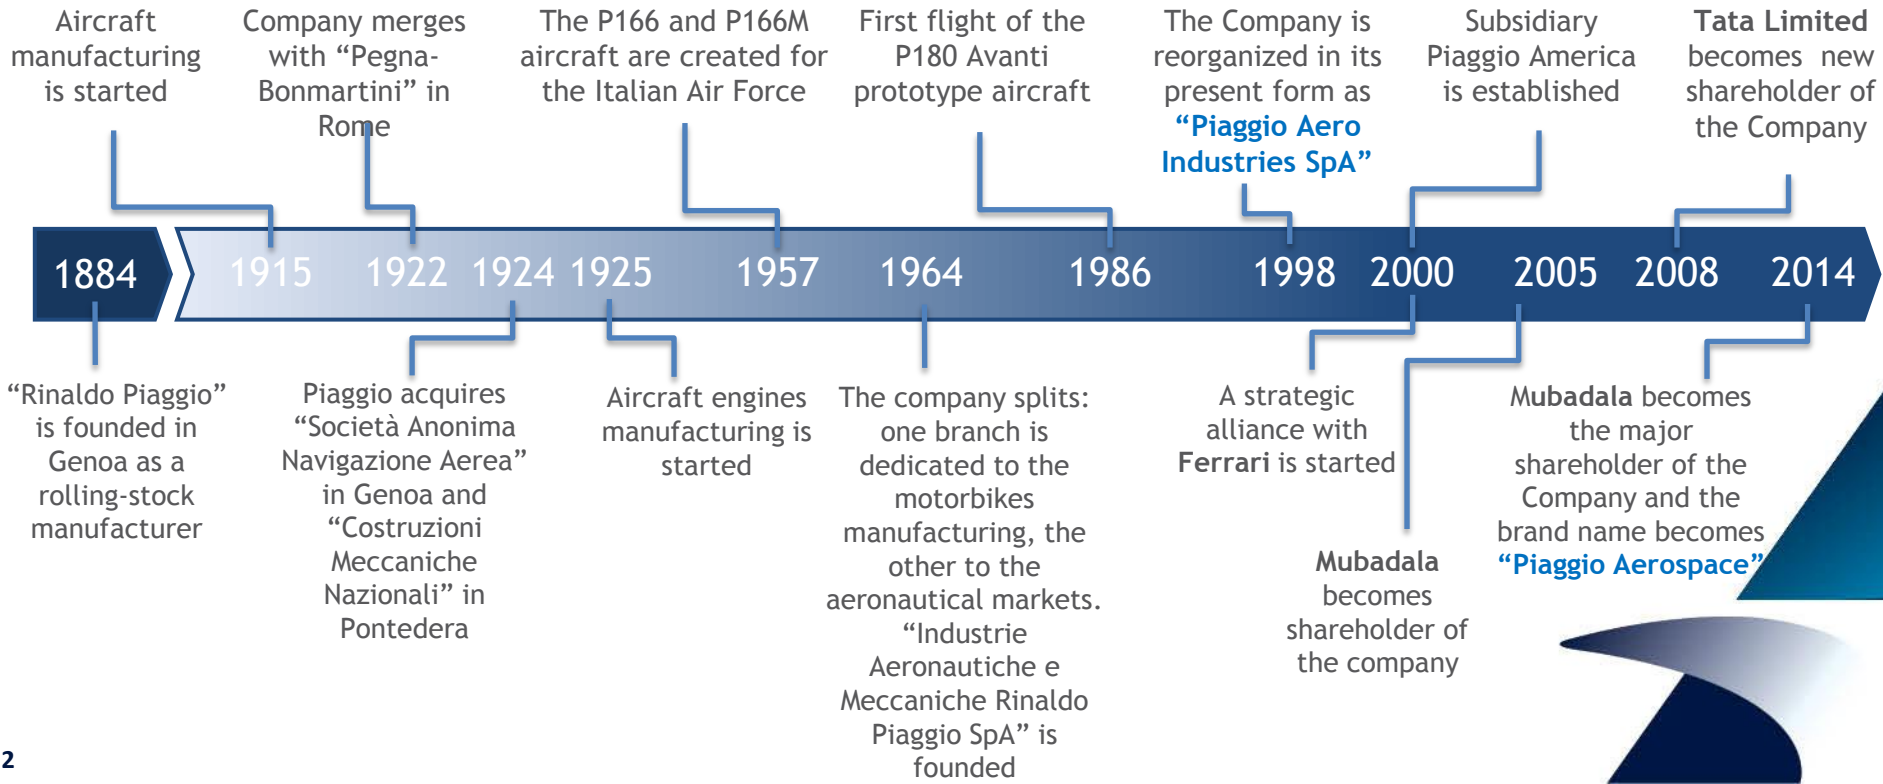 Aircraft
manufacturing
is started
Company merges
with “Pegna-
Bonmartini” in
Rome
The P166 and P166M
aircraft are created for
the Italian Air Force
First flight of the
P180 Avanti
prototype aircraft
The Company is
reorganized in its
present form as
“Piaggio Aero
Industries SpA”
Subsidiary
Piaggio America
is established
Tata Limited
becomes new
shareholder of
the Company
1884 1915 1922 1924 1925 1957 1964 1986 1998 2000 2005 2008 2014
“Rinaldo Piaggio”
is founded in
Genoa as a
rolling-stock
manufacturer
Piaggio acquires
“Società Anonima
Navigazione Aerea”
in Genoa and
“Costruzioni
Meccaniche
Nazionali” in
Pontedera
Aircraft engines
manufacturing is
started
The company splits:
one branch is
dedicated to the
motorbikes
manufacturing, the
other to the
aeronautical markets.
“Industrie
Aeronautiche e
Meccaniche Rinaldo
Piaggio SpA” is
founded
A strategic
alliance with
Ferrari is started
Mubadala
becomes
shareholder of
the company
Mubadala becomes
the major
shareholder of the
Company and the
brand name becomes
“Piaggio Aerospace”
2